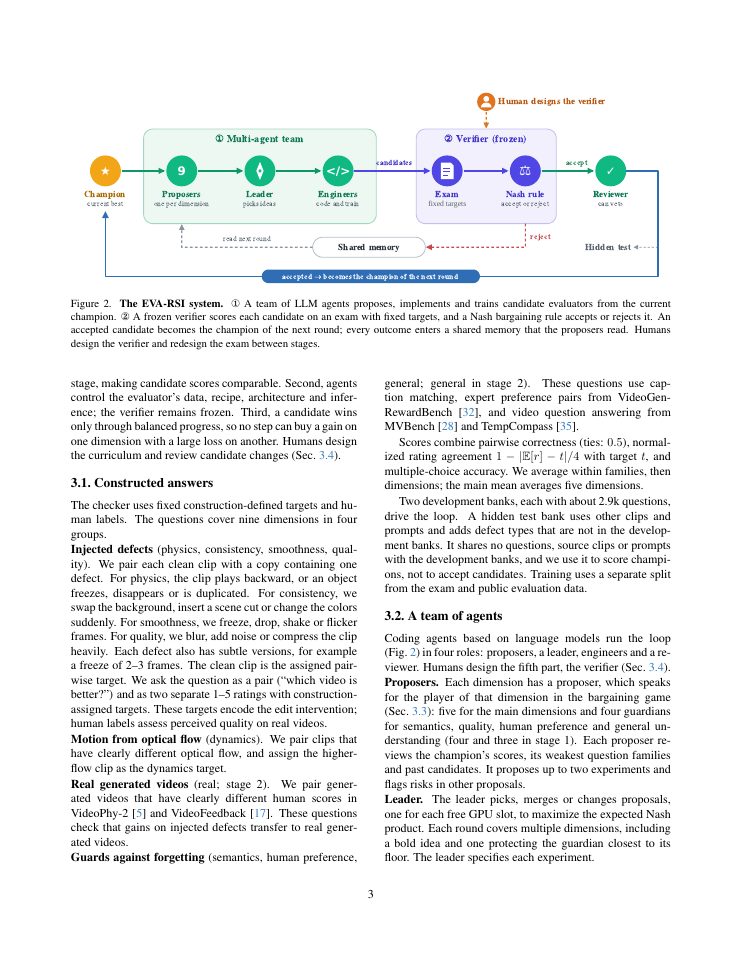 Human designs the verifier
① Multi-agent team
② Verifier (frozen)
candidates
accept
★
9
</>
✓
Champion
current best
Proposers
one per dimension
Leader
picks ideas
Engineers
code and train
Exam
fixed targets
Nash rule
accept or reject
Reviewer
can veto
read next round
Shared memory
reject
Hidden test
accepted → becomes the champion of the next round
Figure 2. The EVA-RSI system. ① A team of LLM agents proposes, implements and trains candidate evaluators from the current
champion. ② A frozen verifier scores each candidate on an exam with fixed targets, and a Nash bargaining rule accepts or rejects it. An
accepted candidate becomes the champion of the next round; every outcome enters a shared memory that the proposers read. Humans
design the verifier and redesign the exam between stages.
stage, making candidate scores comparable. Second, agents
control the evaluator's data, recipe, architecture and infer-
ence; the verifier remains frozen. Third, a candidate wins
only through balanced progress, so no step can buy a gain on
one dimension with a large loss on another. Humans design
the curriculum and review candidate changes (Sec. 3.4).
3.1. Constructed answers
The checker uses fixed construction-defined targets and hu-
man labels. The questions cover nine dimensions in four
groups.
Injected defects (physics, consistency, smoothness, qual-
ity). We pair each clean clip with a copy containing one
defect. For physics, the clip plays backward, or an object
freezes, disappears or is duplicated. For consistency, we
swap the background, insert a scene cut or change the colors
suddenly. For smoothness, we freeze, drop, shake or flicker
frames. For quality, we blur, add noise or compress the clip
heavily. Each defect also has subtle versions, for example
a freeze of 2–3 frames. The clean clip is the assigned pair-
wise target. We ask the question as a pair (“which video is
better?”) and as two separate 1–5 ratings with construction-
assigned targets. These targets encode the edit intervention;
human labels assess perceived quality on real videos.
Motion from optical flow (dynamics). We pair clips that
have clearly different optical flow, and assign the higher-
flow clip as the dynamics target.
Real generated videos (real; stage 2). We pair gener-
ated videos that have clearly different human scores in
VideoPhy-2 [5] and VideoFeedback [17]. These questions
check that gains on injected defects transfer to real gener-
ated videos.
Guards against forgetting (semantics, human preference,
general; general in stage 2). These questions use cap-
tion matching, expert preference pairs from VideoGen-
RewardBench [32], and video question answering from
MVBench [28] and TempCompass [35].
Scores combine pairwise correctness (ties: 0.5), normal-
ized rating agreement 1 − |𝔼[r] − t|/4 with target t, and
multiple-choice accuracy. We average within families, then
dimensions; the main mean averages five dimensions.
Two development banks, each with about 2.9k questions,
drive the loop. A hidden test bank uses other clips and
prompts and adds defect types that are not in the develop-
ment banks. It shares no questions, source clips or prompts
with the development banks, and we use it to score champi-
ons, not to accept candidates. Training uses a separate split
from the exam and public evaluation data.
3.2. A team of agents
Coding agents based on language models run the loop
(Fig. 2) in four roles: proposers, a leader, engineers and a re-
viewer. Humans design the fifth part, the verifier (Sec. 3.4).
Proposers. Each dimension has a proposer, which speaks
for the player of that dimension in the bargaining game
(Sec. 3.3): five for the main dimensions and four guardians
for semantics, quality, human preference and general un-
derstanding (four and three in stage 1). Each proposer re-
views the champion's scores, its weakest question families
and past candidates. It proposes up to two experiments and
flags risks in other proposals.
Leader. The leader picks, merges or changes proposals,
one for each free GPU slot, to maximize the expected Nash
product. Each round covers multiple dimensions, including
a bold idea and one protecting the guardian closest to its
floor. The leader specifies each experiment.
3